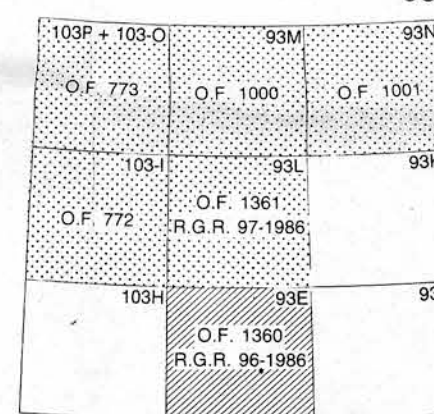 103P + 103-O
93M
93N
O.F. 773
O.F. 1000
O.F. 1001
103-I
93L
O.F. 772
O.F. 1361
R.G.R. 97-1986
103H
93E
O.F. 1360
R.G.R. 96-1986